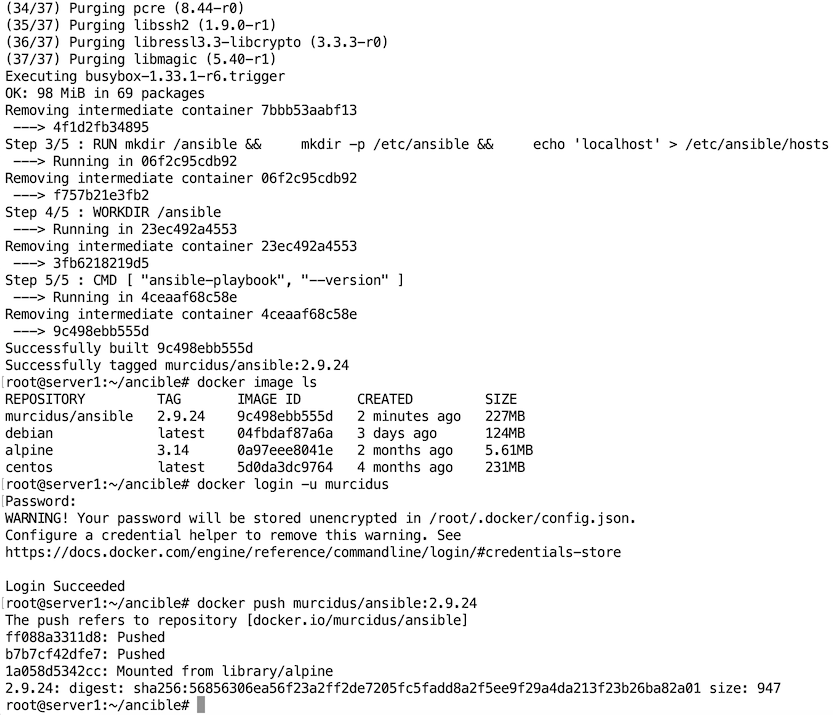 (34/37) Purging pcre (8.44-r0)
(35/37) Purging libssh2 (1.9.0-r1)
(36/37) Purging libressl3.3-libcrypto (3.3.3-r0)
(37/37) Purging libmagic (5.40-r1)
Executing busybox-1.33.1-r6.trigger
OK: 98 MiB in 69 packages
Removing intermediate container 7bbb53aabf13
 ---> 4f1d2fb34895
Step 3/5 : RUN mkdir /ansible &&     mkdir -p /etc/ansible &&     echo 'localhost' > /etc/ansible/hosts
 ---> Running in 06f2c95cdb92
Removing intermediate container 06f2c95cdb92
 ---> f757b21e3fb2
Step 4/5 : WORKDIR /ansible
 ---> Running in 23ec492a4553
Removing intermediate container 23ec492a4553
 ---> 3fb6218219d5
Step 5/5 : CMD [ "ansible-playbook", "--version" ]
 ---> Running in 4ceaaf68c58e
Removing intermediate container 4ceaaf68c58e
 ---> 9c498ebb555d
Successfully built 9c498ebb555d
Successfully tagged murcidus/ansible:2.9.24
[root@server1:~/ancible# docker image ls
REPOSITORY         TAG       IMAGE ID       CREATED         SIZE
murcidus/ansible   2.9.24    9c498ebb555d   2 minutes ago   227MB
debian             latest    04fbdaf87a6a   3 days ago      124MB
alpine             3.14      0a97eee8041e   2 months ago    5.61MB
centos             latest    5d0da3dc9764   4 months ago    231MB
[root@server1:~/ancible# docker login -u murcidus
[Password:
WARNING! Your password will be stored unencrypted in /root/.docker/config.json.
Configure a credential helper to remove this warning. See
https://docs.docker.com/engine/reference/commandline/login/#credentials-store

Login Succeeded
[root@server1:~/ancible# docker push murcidus/ansible:2.9.24
The push refers to repository [docker.io/murcidus/ansible]
ff088a3311d8: Pushed
b7b7cf42dfe7: Pushed
1a058d5342cc: Mounted from library/alpine
2.9.24: digest: sha256:56856306ea56f23a2ff2de7205fc5fadd8a2f5ee9f29a4da213f23b26ba82a01 size: 947
root@server1:~/ancible#